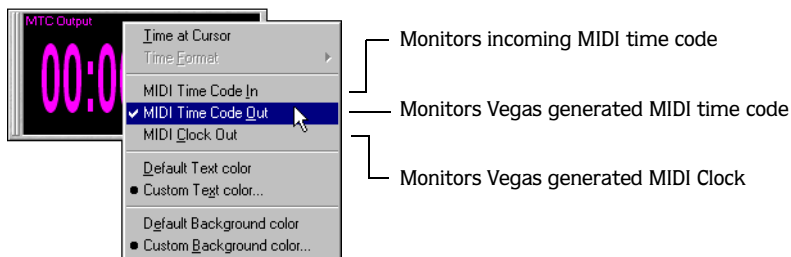 MTC Output
00:0
Time at Cursor
Time Format
MIDI Time Code In
MIDI Time Code Out
MIDI Clock Out
Default Text color
Custom Text color...
Default Background color
Custom Background color...
Monitors incoming MIDI time code
Monitors Vegas generated MIDI time code
Monitors Vegas generated MIDI Clock